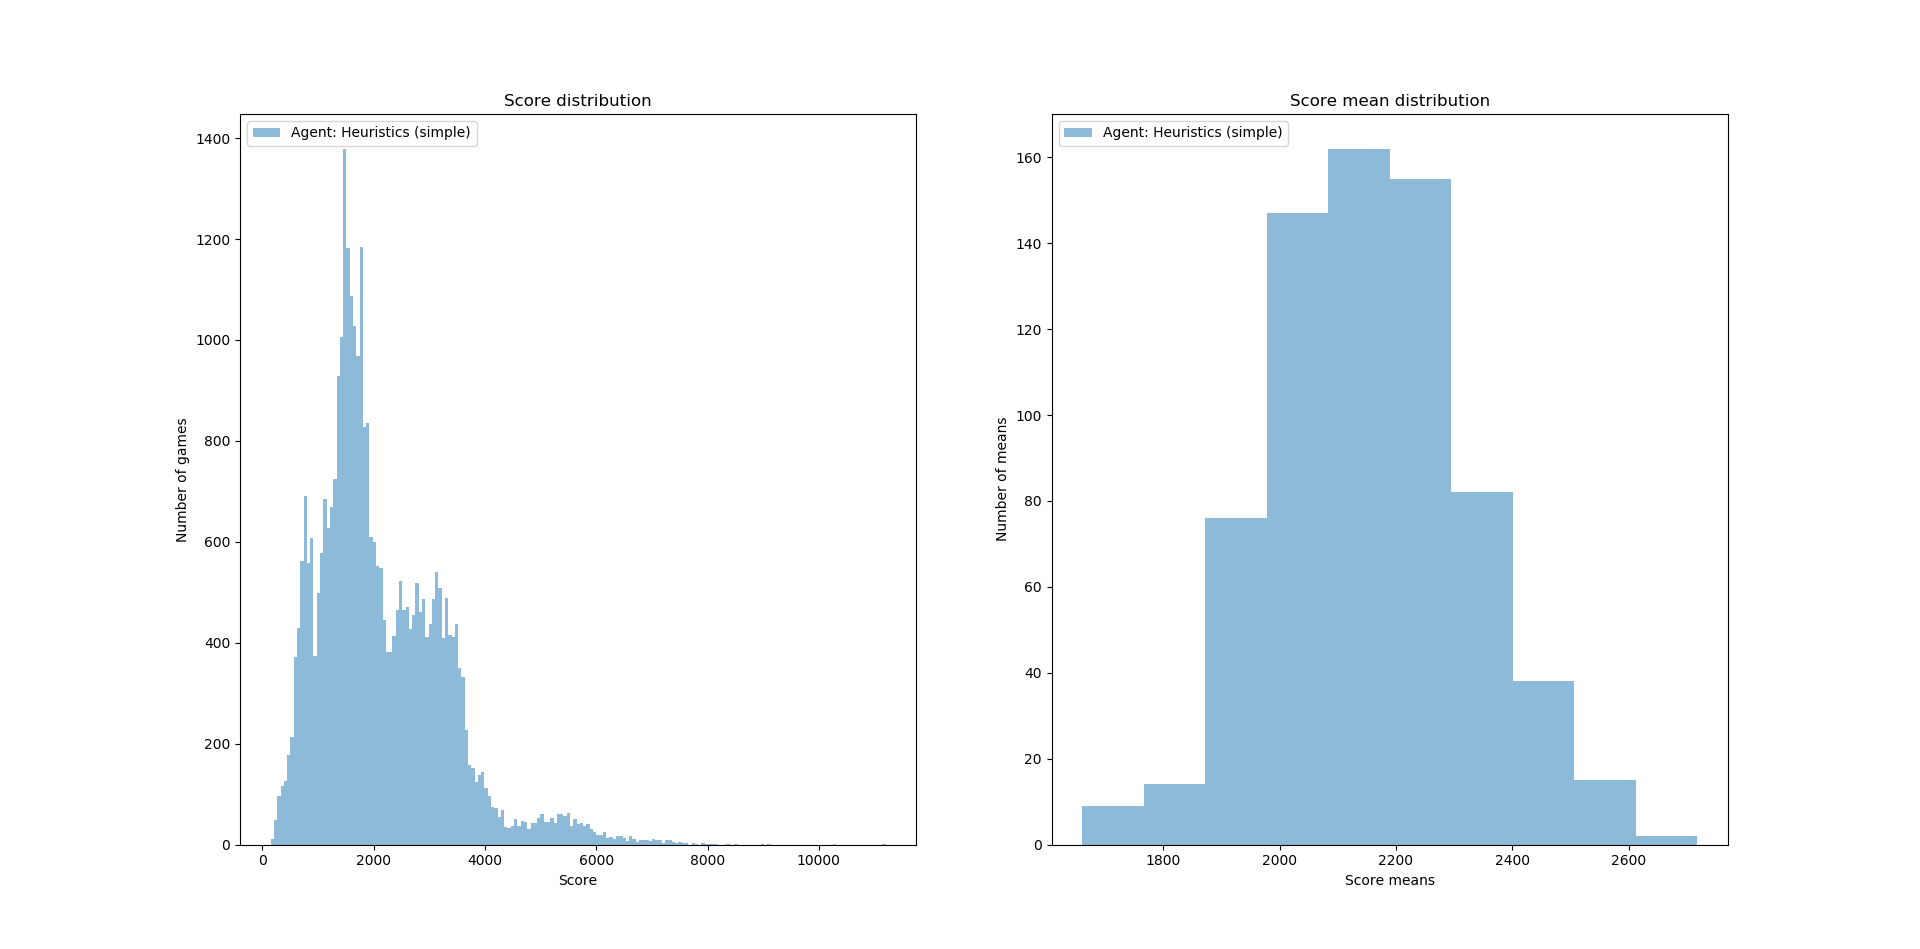 Score distribution
Agent: Heuristics (simple)
1400
1200
1000
800
600
400
200
0
Number of games
0 2000 4000 6000 8000 10000
Score
Score mean distribution
Agent: Heuristics (simple)
160
140
120
100
80
60
40
20
0
Number of means
1800 2000 2200 2400 2600
Score means